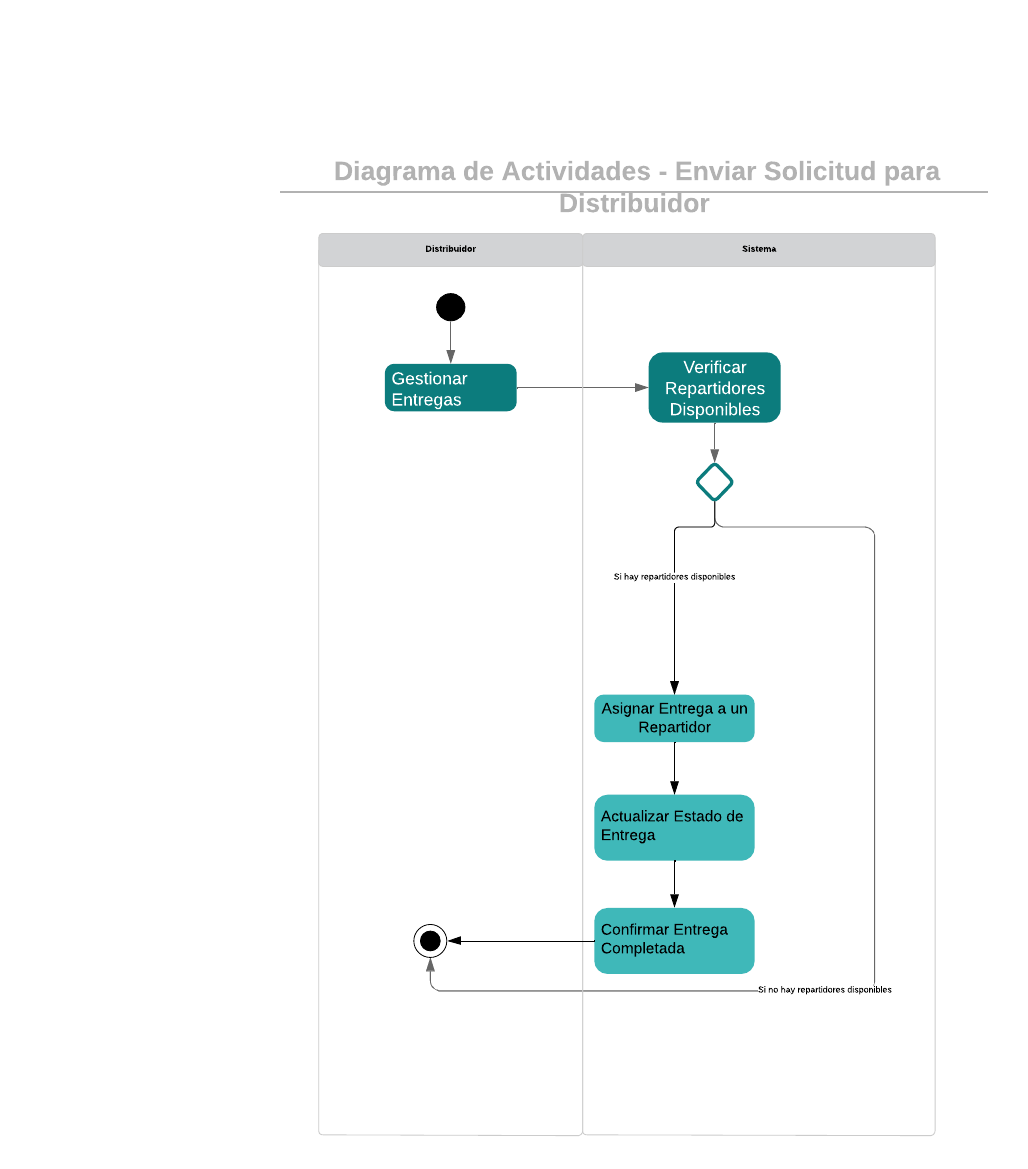 Diagrama de Actividades - Enviar Solicitud para
Distribuidor
Distribuidor
Sistema
Gestionar
Entregas
Verificar
Repartidores
Disponibles
Si hay repartidores disponibles
Asignar Entrega a un
Repartidor
Actualizar Estado de
Entrega
Confirmar Entrega
Completada
Si no hay repartidores disponibles